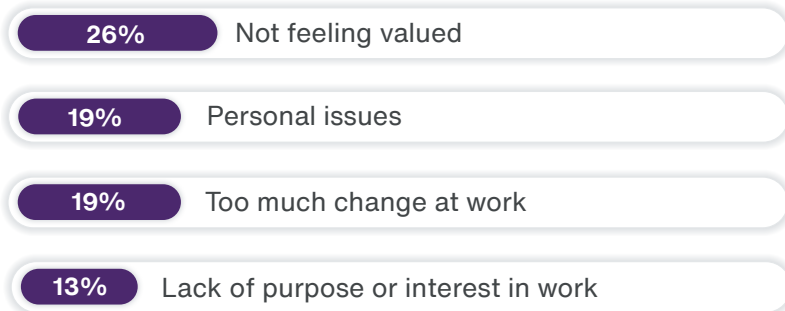 26% Not feeling valued
19% Personal issues
19% Too much change at work
13% Lack of purpose or interest in work